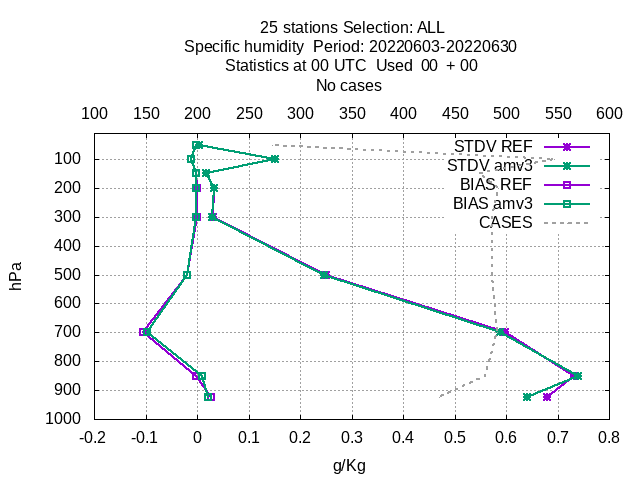 25 stations Selection: ALL
Specific humidity  Period: 20220603-20220630
Statistics at 00 UTC  Used  00  + 00
No cases
100 150 200 250 300 350 400 450 500 550 600
STDV REF
STDV amv3
BIAS REF
BIAS amv3
CASES
100
200
300
400
500
600
700
800
900
1000
hPa
-0.2 -0.1 0 0.1 0.2 0.3 0.4 0.5 0.6 0.7 0.8
g/Kg